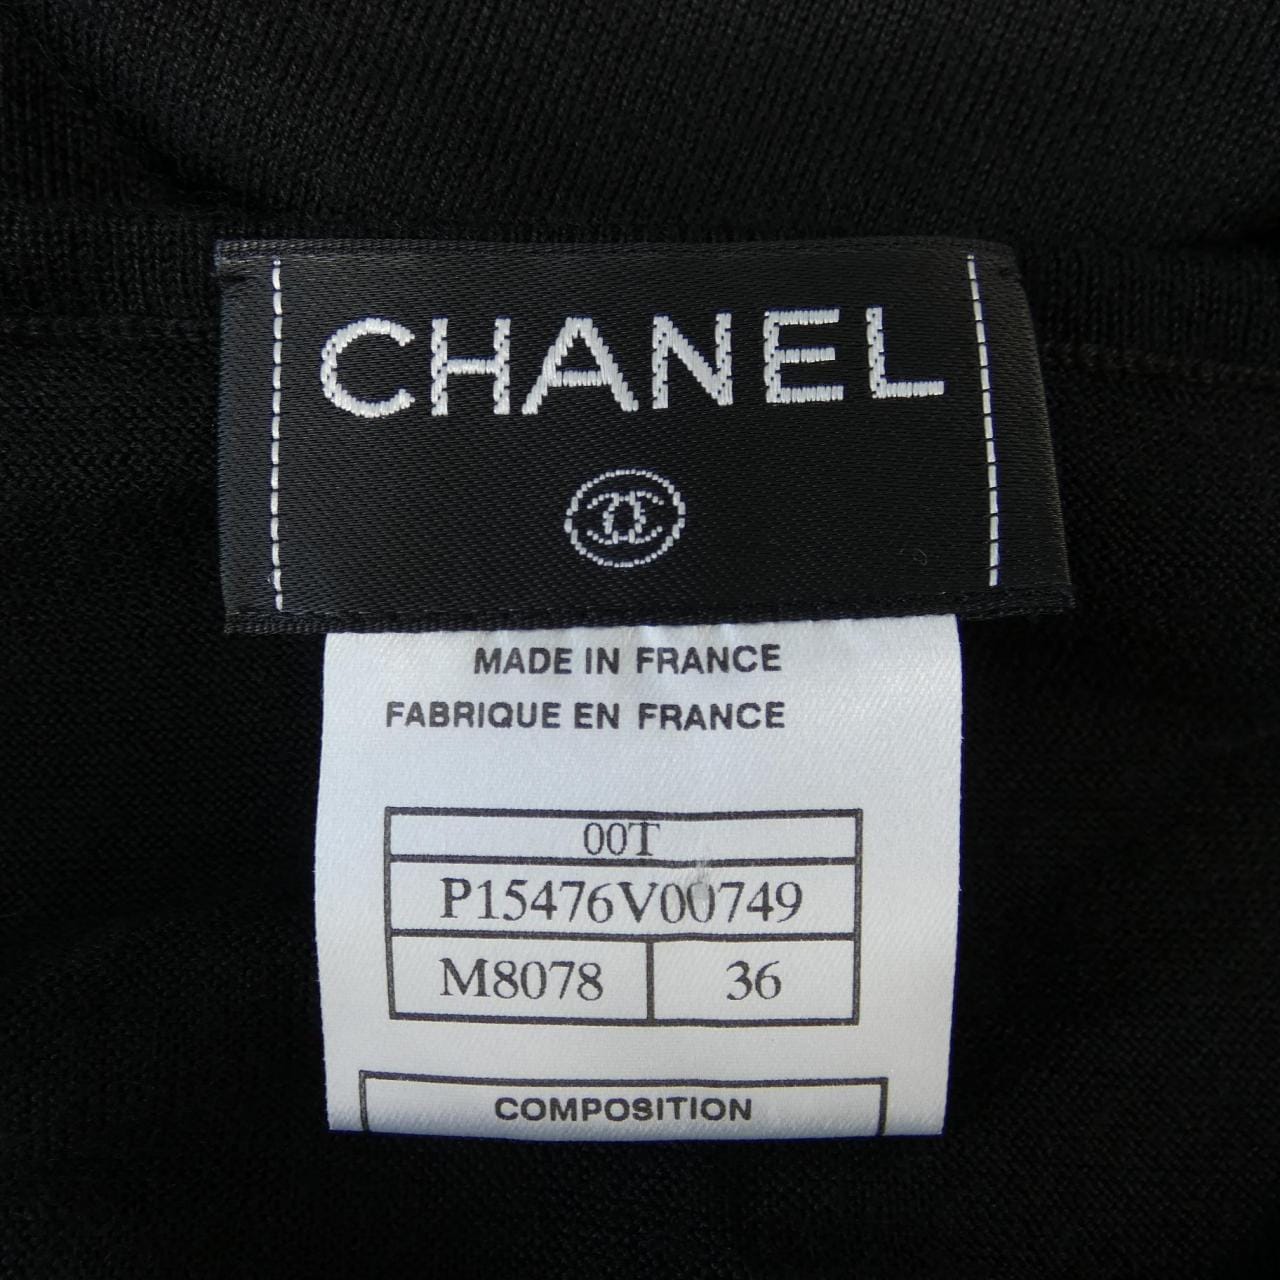 CHANEL
MADE IN FRANCE
FABRIQUE EN FRANCE
00T
P15476V00749
M8078 36
COMPOSITION